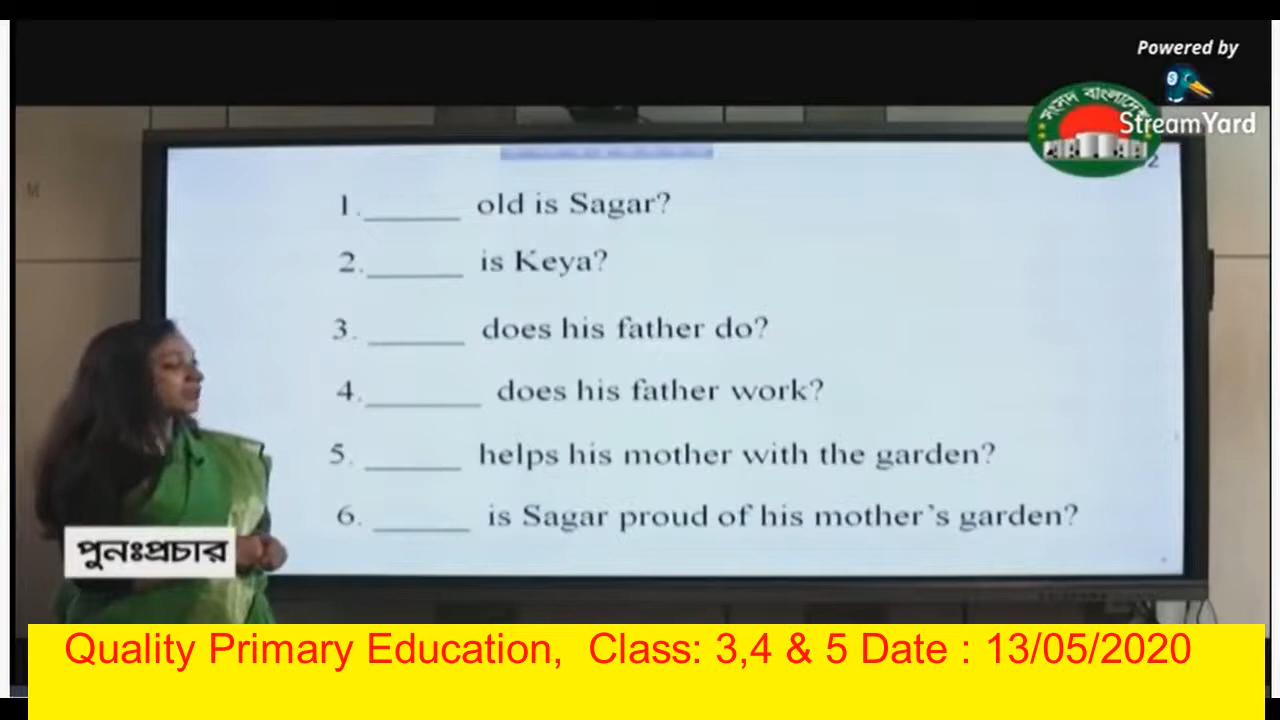 Powered by
StreamYard
সংসদ বাংলাদেশ
1.______ old is Sagar?
2.______ is Keya?
3. ______ does his father do?
4._______ does his father work?
5. ______ helps his mother with the garden?
6. ______ is Sagar proud of his mother's garden?
পুনঃপ্রচার
Quality Primary Education, Class: 3,4 & 5 Date : 13/05/2020